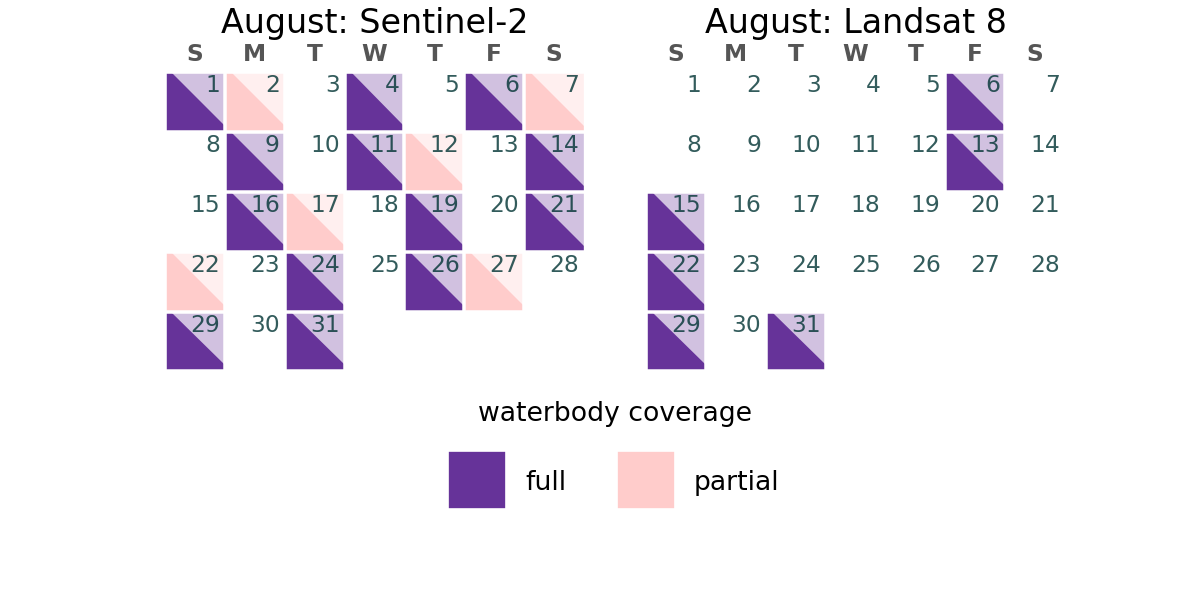 August: Sentinel-2
S M T W T F S
1 2 3 4 5 6 7
8 9 10 11 12 13 14
15 16 17 18 19 20 21
22 23 24 25 26 27 28
29 30 31
August: Landsat 8
S M T W T F S
1 2 3 4 5 6 7
8 9 10 11 12 13 14
15 16 17 18 19 20 21
22 23 24 25 26 27 28
29 30 31
waterbody coverage
full
partial